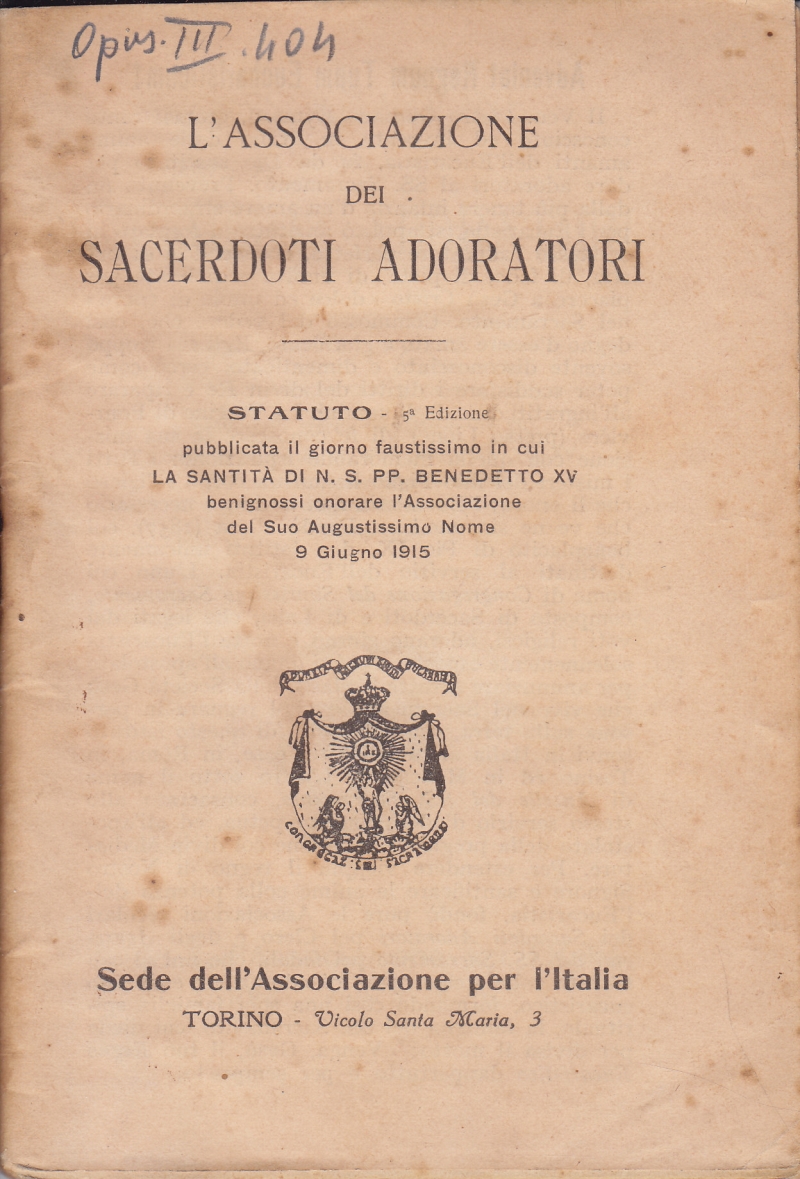 Opus. III. 404
L'ASSOCIAZIONE
DEI
SACERDOTI ADORATORI
STATUTO - 5ª Edizione
pubblicata il giorno faustissimo in cui
LA SANTITÀ DI N. S. PP. BENEDETTO XV
benignossi onorare l'Associazione
del Suo Augustissimo Nome
9 Giugno 1915
Sede dell'Associazione per l'Italia
TORINO - Vicolo Santa Maria, 3